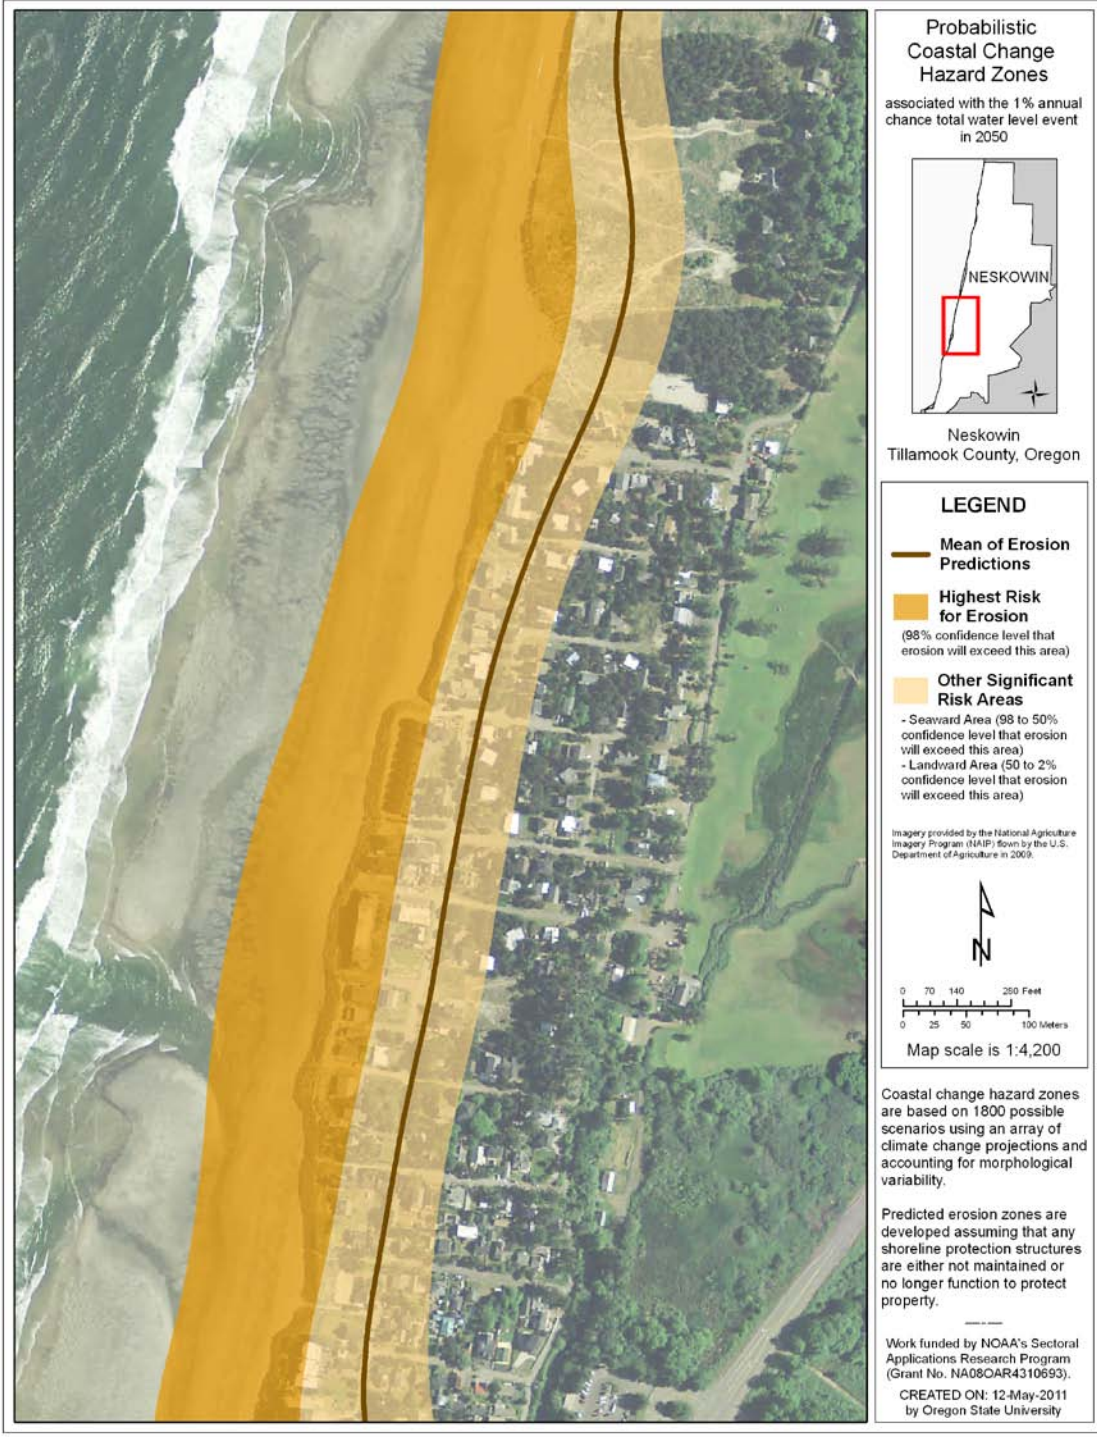 Probabilistic
Coastal Change
Hazard Zones
associated with the 1% annual
chance total water level event
in 2050
NESKOWIN
Neskowin
Tillamook County, Oregon
LEGEND
Mean of Erosion
Predictions
Highest Risk
for Erosion
(98% confidence level that
erosion will exceed this area)
Other Significant
Risk Areas
- Seaward Area (98 to 50%
confidence level that erosion
will exceed this area)
- Landward Area (50 to 2%
confidence level that erosion
will exceed this area)
Imagery provided by the National Agriculture
Imagery Program (NAIP) flown by the U.S.
Department of Agriculture in 2009.
N
0 70 140 280 Feet
0 25 50 100 Meters
Map scale is 1:4,200
Coastal change hazard zones
are based on 1800 possible
scenarios using an array of
climate change projections and
accounting for morphological
variability.
Predicted erosion zones are
developed assuming that any
shoreline protection structures
are either not maintained or
no longer function to protect
property.
Work funded by NOAA's Sectoral
Applications Research Program
(Grant No. NA08OAR4310693).
CREATED ON: 12-May-2011
by Oregon State University